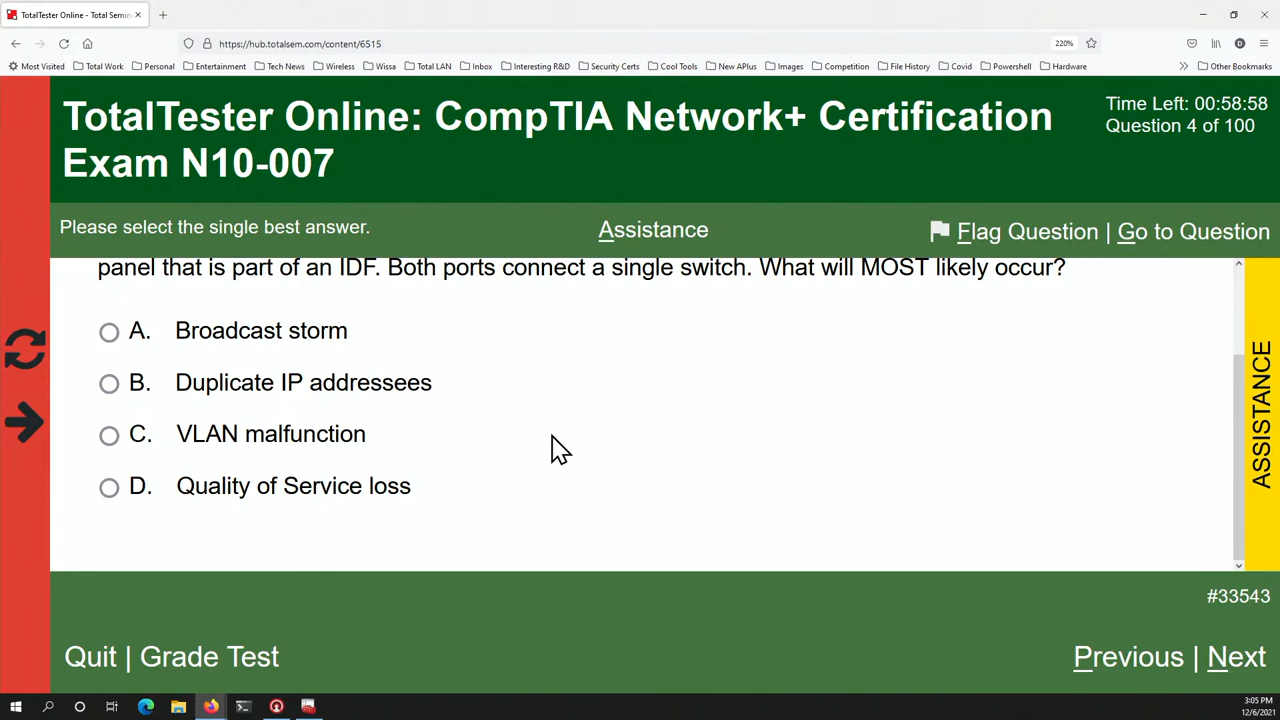 TotalTester Online - Total Semin
https://hub.totalsem.com/content/6515
220%
Most Visited
Total Work
Personal
Entertainment
Tech News
Wireless
Wissa
Total LAN
Inbox
Interesting R&D
Security Certs
Cool Tools
New APlus
Images
Competition
File History
Covid
Powershell
Hardware
Other Bookmarks
TotalTester Online: CompTIA Network+ Certification
Exam N10-007
Time Left: 00:58:58
Question 4 of 100
Please select the single best answer.
Assistance
Flag Question | Go to Question
panel that is part of an IDF. Both ports connect a single switch. What will MOST likely occur?
A. Broadcast storm
B. Duplicate IP addressees
C. VLAN malfunction
D. Quality of Service loss
ASSISTANCE
#33543
Quit | Grade Test
Previous | Next
3:05 PM
12/6/2021